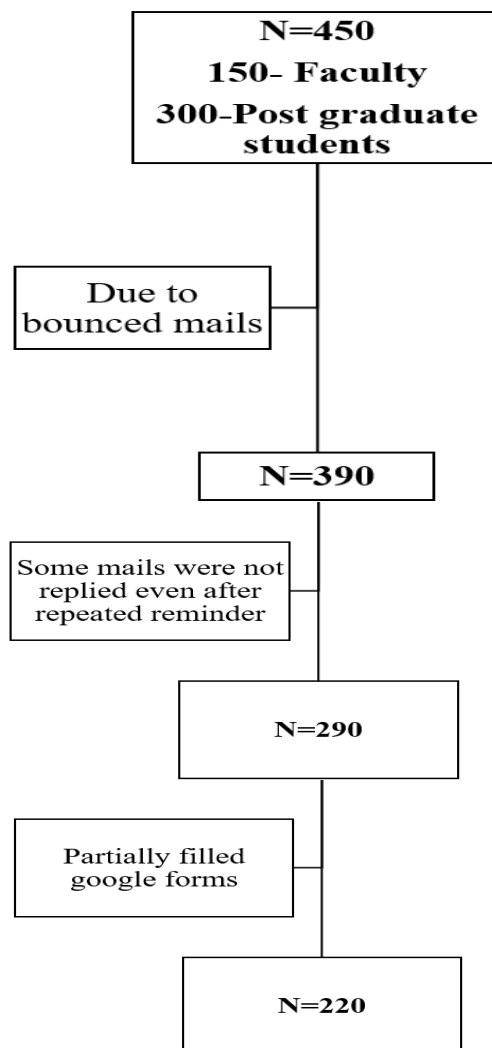 N=450
150- Faculty
300-Post graduate
students
Due to
bounced mails
N=390
Some mails were not
replied even after
repeated reminder
N=290
Partially filled
google forms
N=220